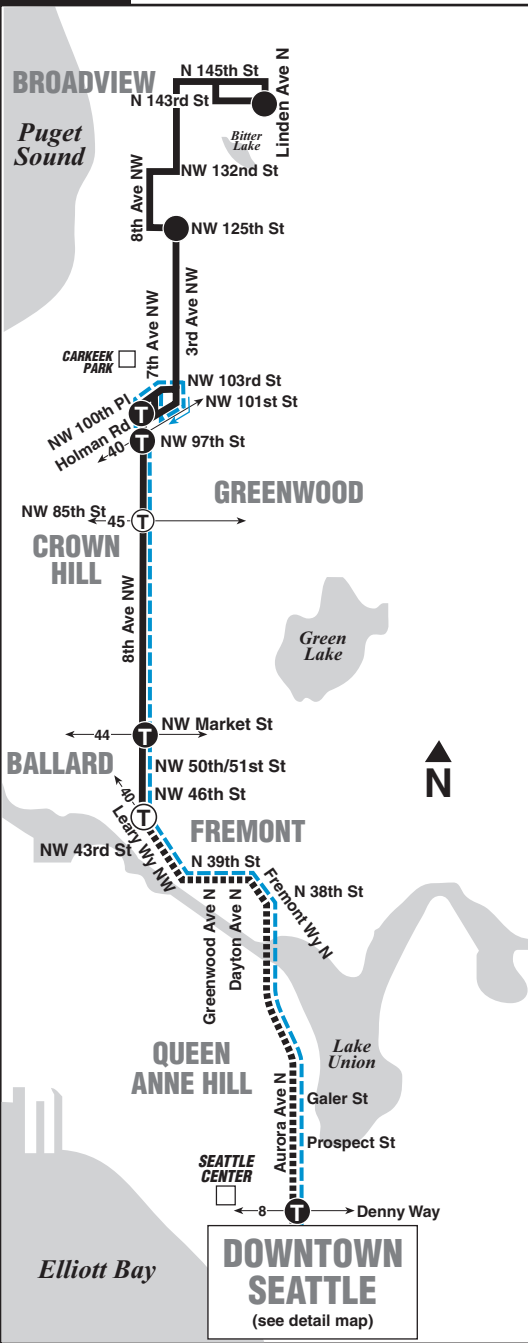 N 145th St
BROADVIEW
N 143rd St
Linden Ave N
Puget
Sound
Bitter
Lake
NW 132nd St
8th Ave NW
NW 125th St
7th Ave NW
3rd Ave NW
CARKEEK
PARK
NW 103rd St
NW 100th Pl
NW 101st St
T
Holman Rd
40
T
NW 97th St
GREENWOOD
NW 85th St
45
T
CROWN
HILL
8th Ave NW
Green
Lake
NW Market St
44
T
BALLARD
N
NW 50th/51st St
40
NW 46th St
T
Leary Wy NW
FREMONT
NW 43rd St
N 39th St
Fremont Wy N
N 38th St
Greenwood Ave N
Dayton Ave N
QUEEN
ANNE HILL
Lake
Union
Aurora Ave N
Galer St
Prospect St
SEATTLE
CENTER
8
T
Denny Way
Elliott Bay
DOWNTOWN
SEATTLE
(see detail map)